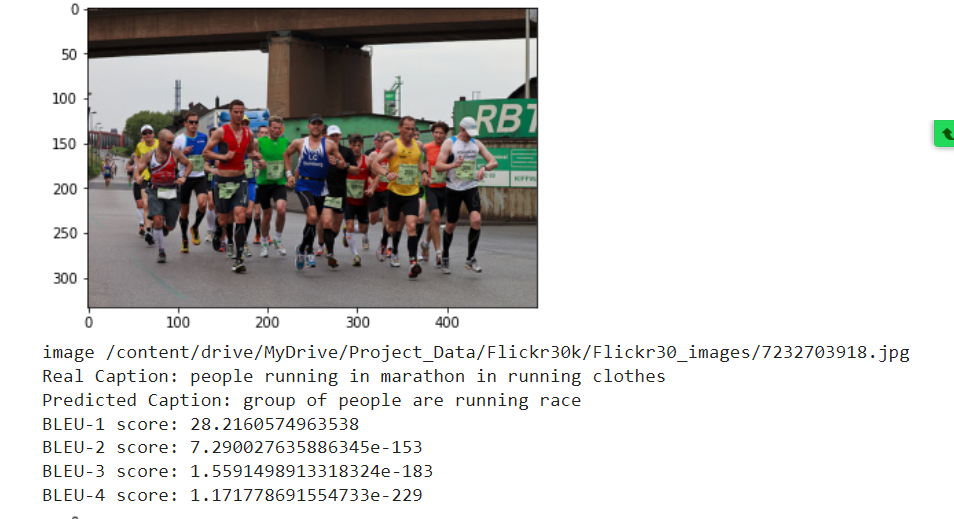 0
50
100
150
200
250
300
0 100 200 300 400
RBT
KIFFW
LC
Duisburg
image /content/drive/MyDrive/Project_Data/Flickr30k/Flickr30_images/7232703918.jpg
Real Caption: people running in marathon in running clothes
Predicted Caption: group of people are running race
BLEU-1 score: 28.2160574963538
BLEU-2 score: 7.290027635886345e-153
BLEU-3 score: 1.5591498913318324e-183
BLEU-4 score: 1.171778691554733e-229